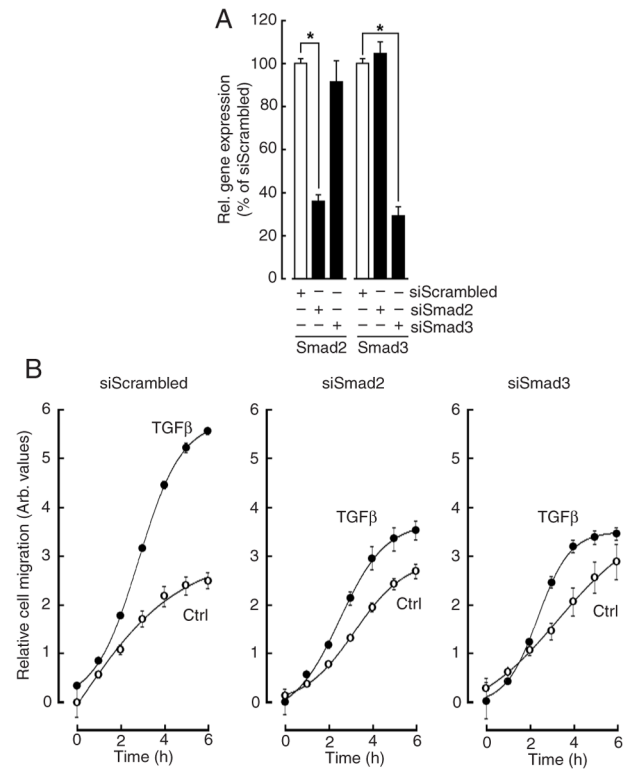 A
Rel. gene expression
(% of siScrambled)
120
100
80
60
40
20
0
*
*
+ − − + − − siScrambled
− + − − + − siSmad2
− − + − − + siSmad3
Smad2 Smad3
B
siScrambled siSmad2 siSmad3
Relative cell migration (Arb. values)
6
5
4
3
2
1
0
TGFβ
Ctrl
0 2 4 6
Time (h)
6
5
4
3
2
1
0
TGFβ
Ctrl
0 2 4 6
Time (h)
6
5
4
3
2
1
0
TGFβ
Ctrl
0 2 4 6
Time (h)